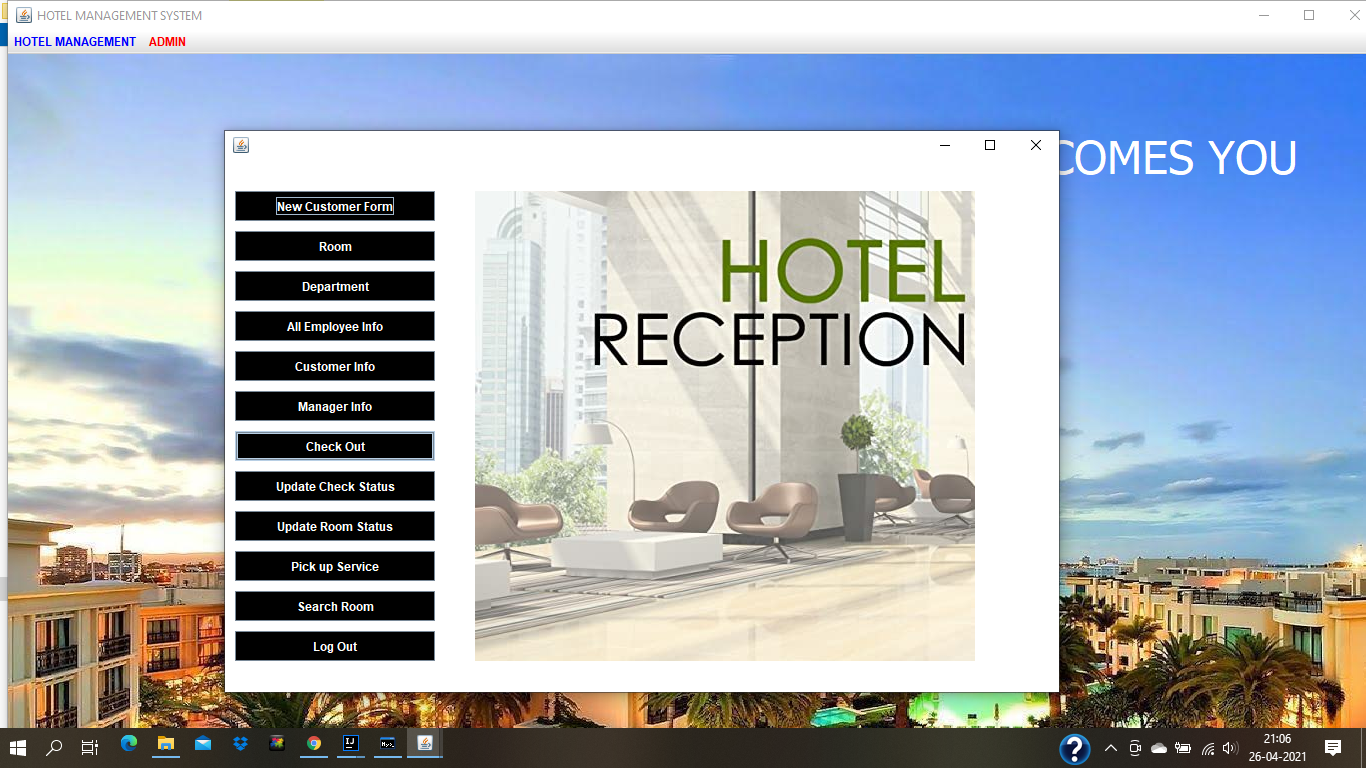 HOTEL MANAGEMENT SYSTEM
HOTEL MANAGEMENT ADMIN
COMES YOU
New Customer Form
Room
Department
All Employee Info
Customer Info
Manager Info
Check Out
Update Check Status
Update Room Status
Pick up Service
Search Room
Log Out
HOTEL
RECEPTION
21:06
26-04-2021